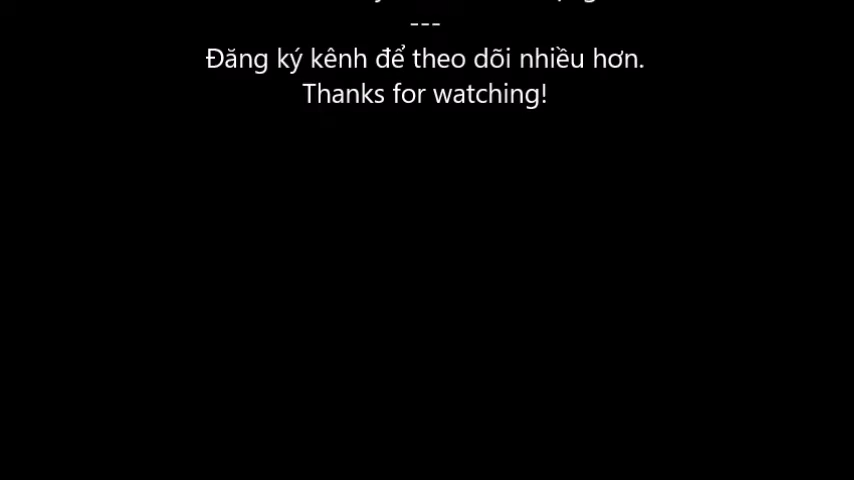 ---
Đăng ký kênh để theo dõi nhiều hơn.
Thanks for watching!